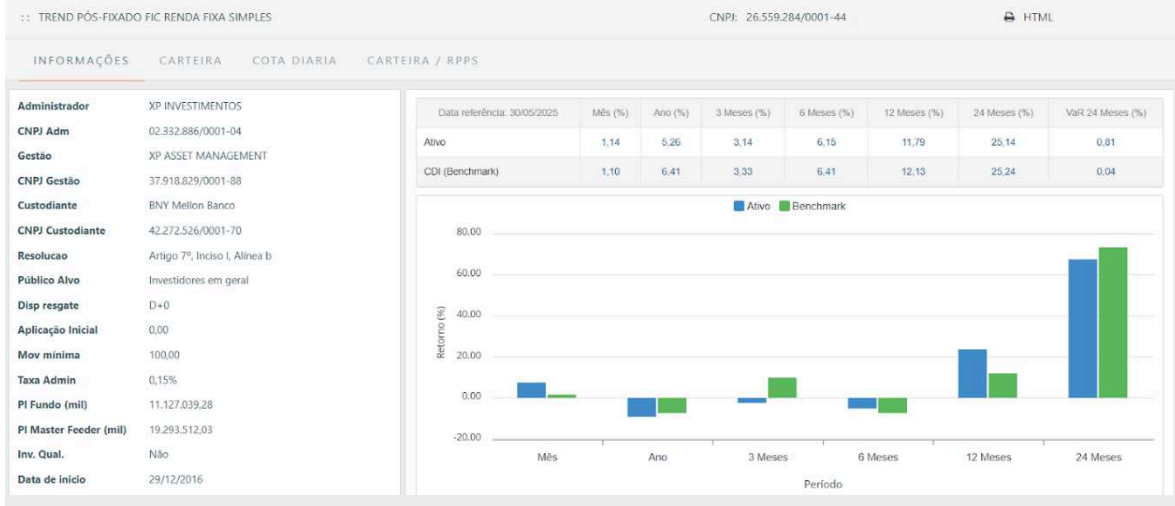 :: TREND PÓS-FIXADO FIC RENDA FIXA SIMPLES CNPJ: 26.559.284/0001-44 HTML
INFORMAÇÕES CARTEIRA COTA DIARIA CARTEIRA / RPPS
Administrador XP INVESTIMENTOS
CNPJ Adm 02.332.886/0001-04
Gestão XP ASSET MANAGEMENT
CNPJ Gestão 37.918.829/0001-88
Custodiante BNY Mellon Banco
CNPJ Custodiante 42.272.526/0001-70
Resolucao Artigo 7º, Inciso I, Alínea b
Público Alvo Investidores em geral
Disp resgate D+0
Aplicação Inicial 0,00
Mov mínima 100,00
Taxa Admin 0,15%
Pl Fundo (mil) 11.127.039,28
Pl Master Feeder (mil) 19.293.512,03
Inv. Qual. Não
Data de inicio 29/12/2016
Data referência: 30/05/2025 Mês (%) Ano (%) 3 Meses (%) 6 Meses (%) 12 Meses (%) 24 Meses (%) VaR 24 Meses (%)
Ativo 1,14 5,26 3,14 6,15 11,79 25,14 0,81
CDI (Benchmark) 1,10 6,41 3,33 6,41 12,13 25,24 0,04
Ativo Benchmark
80.00
60.00
40.00
20.00
0.00
-20.00
Retorno (%)
Mês Ano 3 Meses 6 Meses 12 Meses 24 Meses
Período